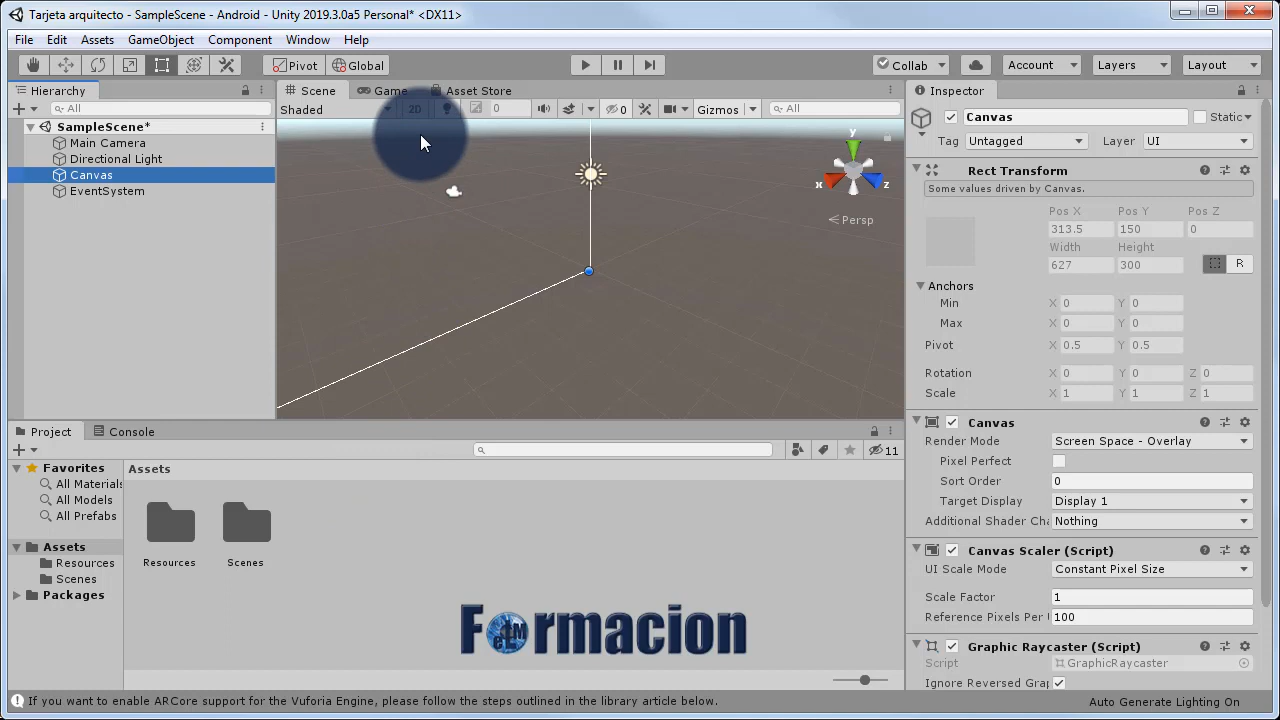 Tarjeta arquitecto - SampleScene - Android - Unity 2019.3.0a5 Personal* <DX11>
File Edit Assets GameObject Component Window Help
Pivot Global Collab Account Layers Layout
Hierarchy
All
SampleScene*
Main Camera
Directional Light
Canvas
EventSystem
Scene Game Asset Store
Shaded 2D 0 0 Gizmos All
y
x z
Persp
Project Console
11
Favorites
All Materials
All Models
All Prefabs
Assets
Resources
Scenes
Packages
Assets
Resources Scenes
Formacion
eLM
Inspector
Canvas Static
Tag Untagged Layer UI
Rect Transform
Some values driven by Canvas.
Pos X Pos Y Pos Z
313.5 150 0
Width Height
627 300 R
Anchors
Min X 0 Y 0
Max X 0 Y 0
Pivot X 0.5 Y 0.5
Rotation X 0 Y 0 Z 0
Scale X 1 Y 1 Z 1
Canvas
Render Mode Screen Space - Overlay
Pixel Perfect
Sort Order 0
Target Display Display 1
Additional Shader Cha Nothing
Canvas Scaler (Script)
UI Scale Mode Constant Pixel Size
Scale Factor 1
Reference Pixels Per U 100
Graphic Raycaster (Script)
Script GraphicRaycaster
Ignore Reversed Grap
If you want to enable ARCore support for the Vuforia Engine, please follow the steps outlined in the library article below.
Auto Generate Lighting On